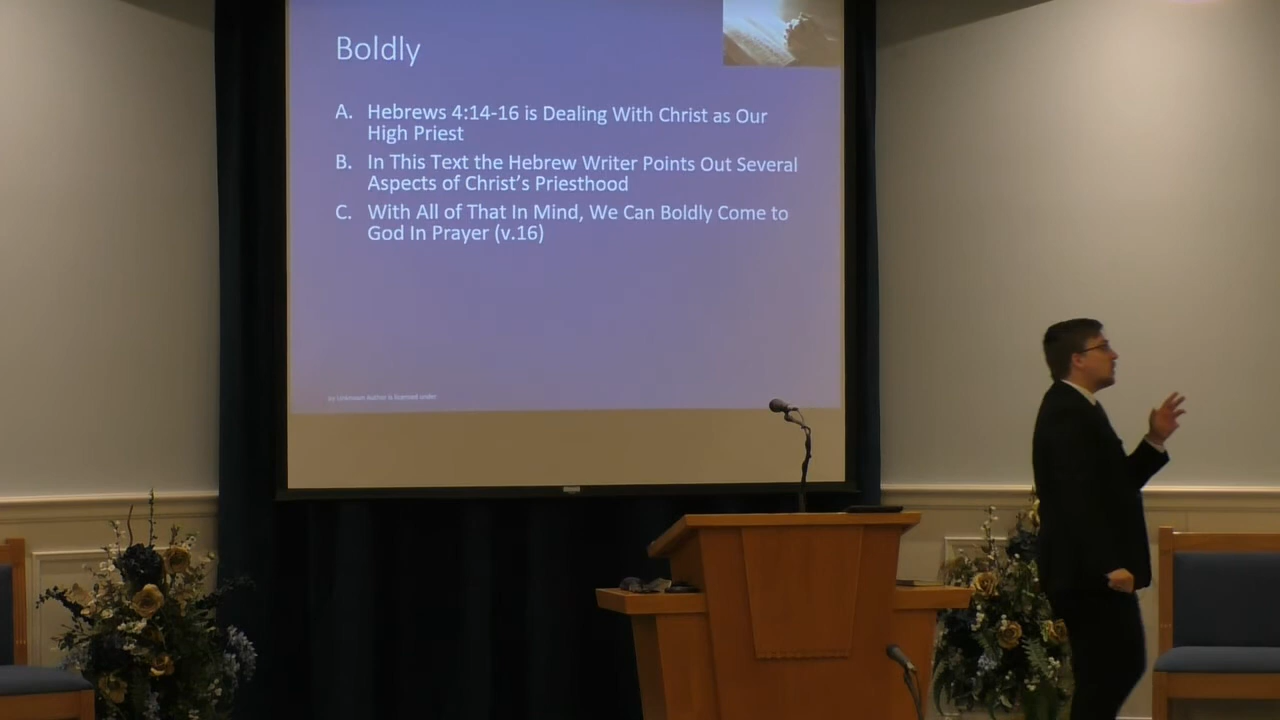 Boldly
A. Hebrews 4:14-16 is Dealing With Christ as Our
High Priest
B. In This Text the Hebrew Writer Points Out Several
Aspects of Christ's Priesthood
C. With All of That In Mind, We Can Boldly Come to
God In Prayer (v.16)
by Unknown Author is licensed under